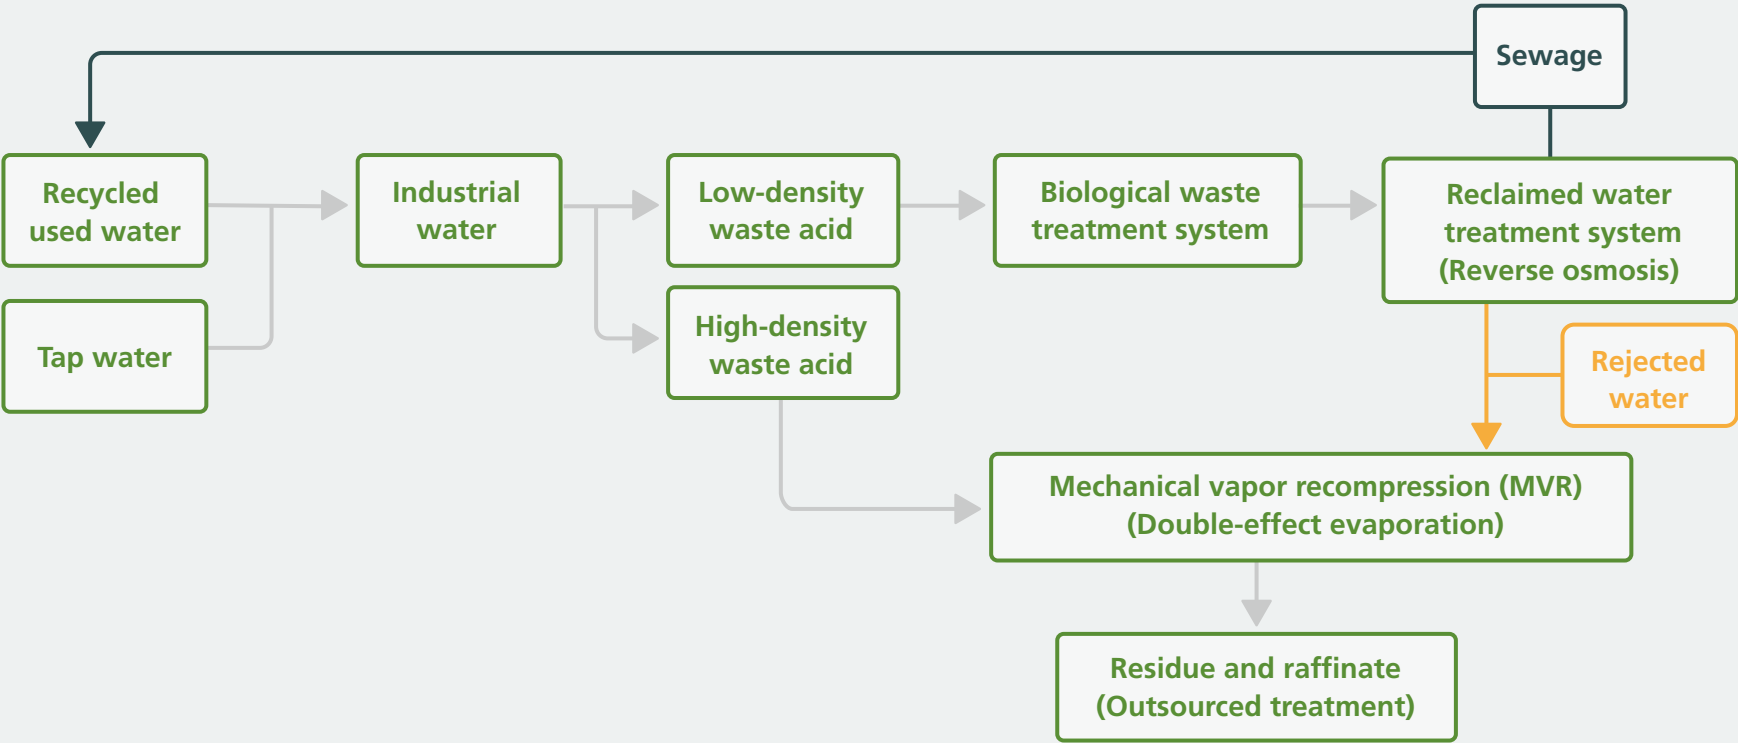 Sewage
Recycled
used water
Industrial
water
Low-density
waste acid
Biological waste
treatment system
Reclaimed water
treatment system
(Reverse osmosis)
Tap water
High-density
waste acid
Rejected
water
Mechanical vapor recompression (MVR)
(Double-effect evaporation)
Residue and raffinate
(Outsourced treatment)